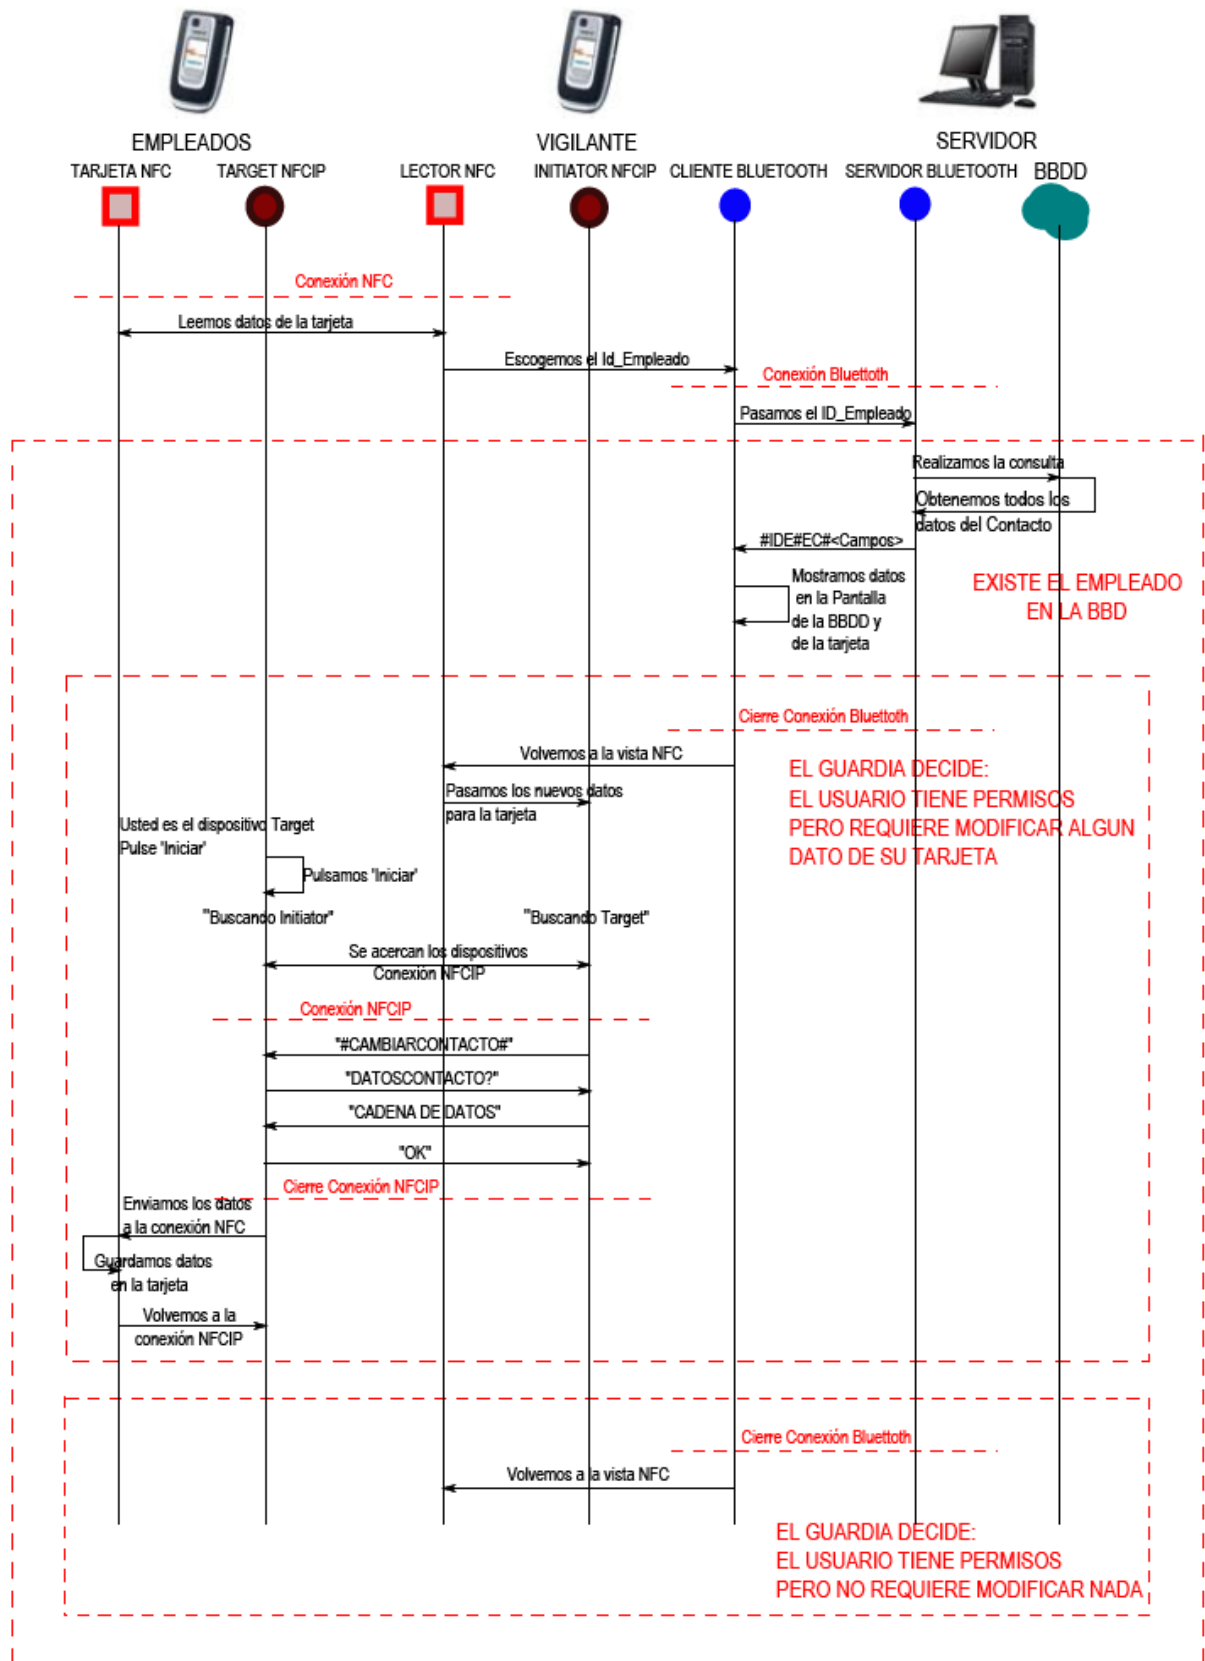 EMPLEADOS
VIGILANTE
SERVIDOR
TARJETA NFC
TARGET NFCIP
LECTOR NFC
INITIATOR NFCIP
CLIENTE BLUETOOTH
SERVIDOR BLUETOOTH
BBDD
Conexión NFC
Leemos datos de la tarjeta
Escogemos el Id_Empleado
Conexión Bluettoth
Pasamos el ID_Empleado
Realizamos la consulta
Obtenemos todos los
datos del Contacto
#IDE#EC#<Campos>
Mostramos datos
en la Pantalla
de la BBDD y
de la tarjeta
EXISTE EL EMPLEADO
EN LA BBD
Cierre Conexión Bluettoth
Volvemos a la vista NFC
EL GUARDIA DECIDE:
EL USUARIO TIENE PERMISOS
PERO REQUIERE MODIFICAR ALGUN
DATO DE SU TARJETA
Pasamos los nuevos datos
para la tarjeta
Usted es el dispositivo Target
Pulse 'Iniciar'
Pulsamos 'Iniciar'
"Buscando Initiator"
"Buscando Target"
Se acercan los dispositivos
Conexión NFCIP
Conexión NFCIP
"#CAMBIARCONTACTO#"
"DATOSCONTACTO?"
"CADENA DE DATOS"
"OK"
Cierre Conexión NFCIP
Enviamos los datos
a la conexión NFC
Guardamos datos
en la tarjeta
Volvemos a la
conexión NFCIP
Cierre Conexión Bluettoth
Volvemos a la vista NFC
EL GUARDIA DECIDE:
EL USUARIO TIENE PERMISOS
PERO NO REQUIERE MODIFICAR NADA